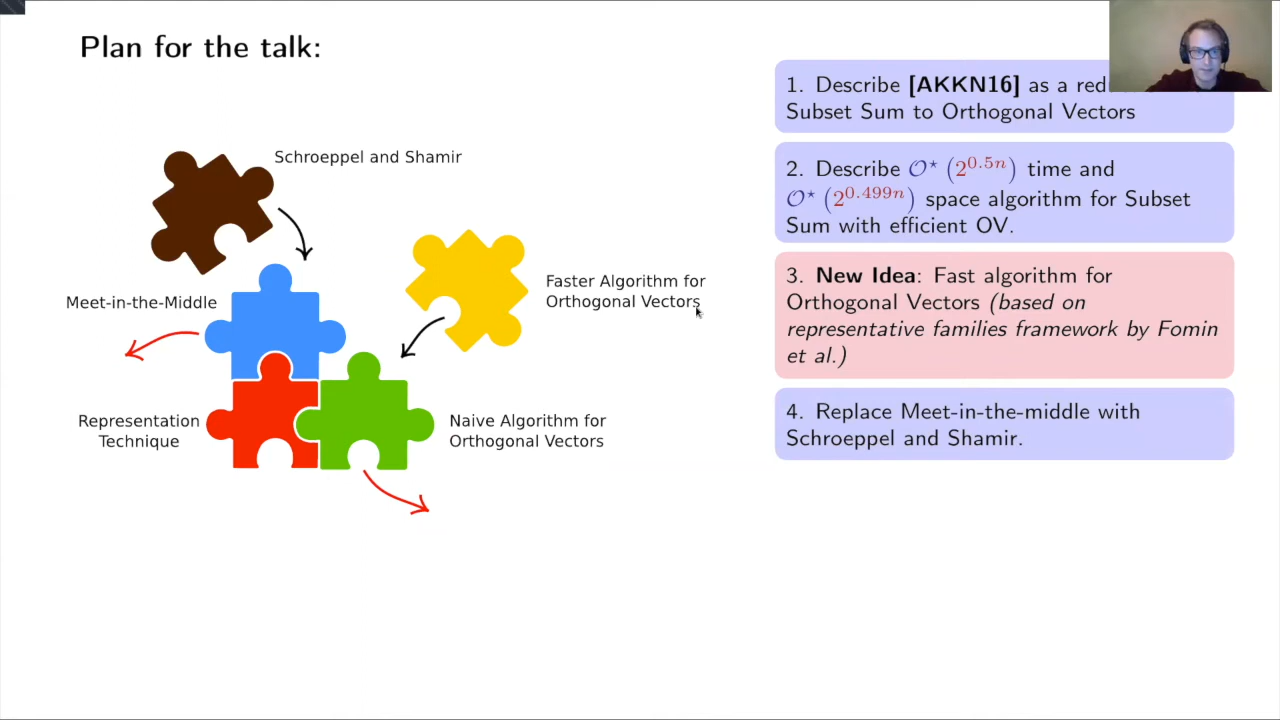 Plan for the talk:
Schroeppel and Shamir
Meet-in-the-Middle
Faster Algorithm for
Orthogonal Vectors
Representation
Technique
Naive Algorithm for
Orthogonal Vectors
1. Describe [AKKN16] as a
Subset Sum to Orthogonal Vectors
2. Describe 𝒪⋆ (2^{0.5n}) time and
𝒪⋆ (2^{0.499n}) space algorithm for Subset
Sum with efficient OV.
3. New Idea: Fast algorithm for
Orthogonal Vectors (based on
representative families framework by Fomin
et al.)
4. Replace Meet-in-the-middle with
Schroeppel and Shamir.